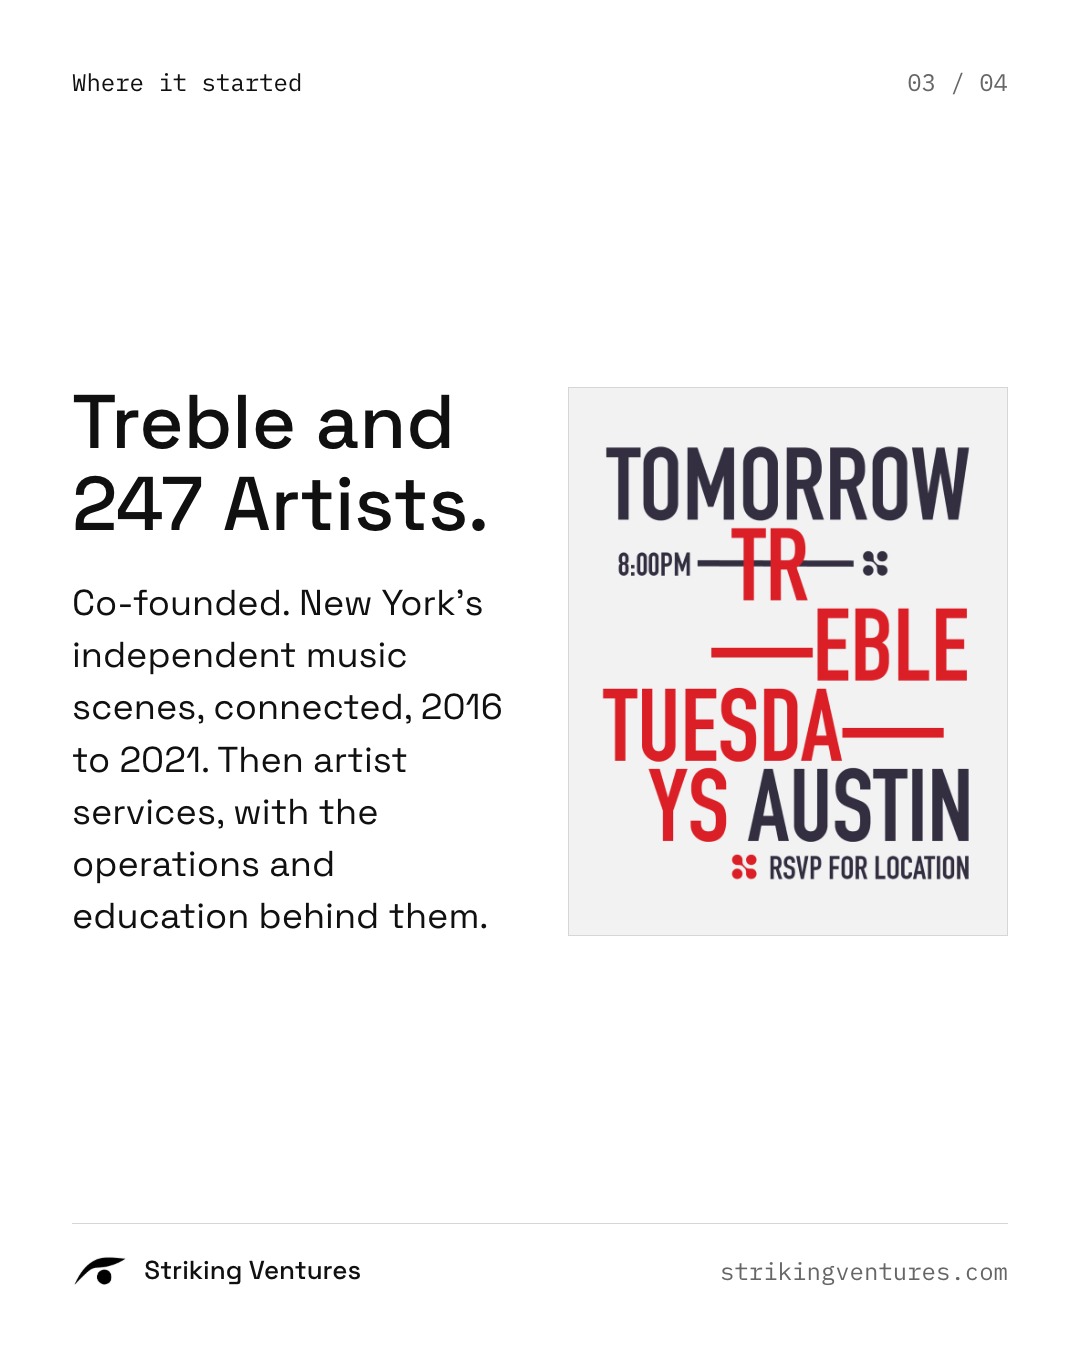 Where it started
03 / 04
Treble and
247 Artists.
Co-founded. New York’s
independent music
scenes, connected, 2016
to 2021. Then artist
services, with the
operations and
education behind them.
TOMORROW
8:00PM TR
EBLE
TUESDA
YS AUSTIN
RSVP FOR LOCATION
Striking Ventures
strikingventures.com